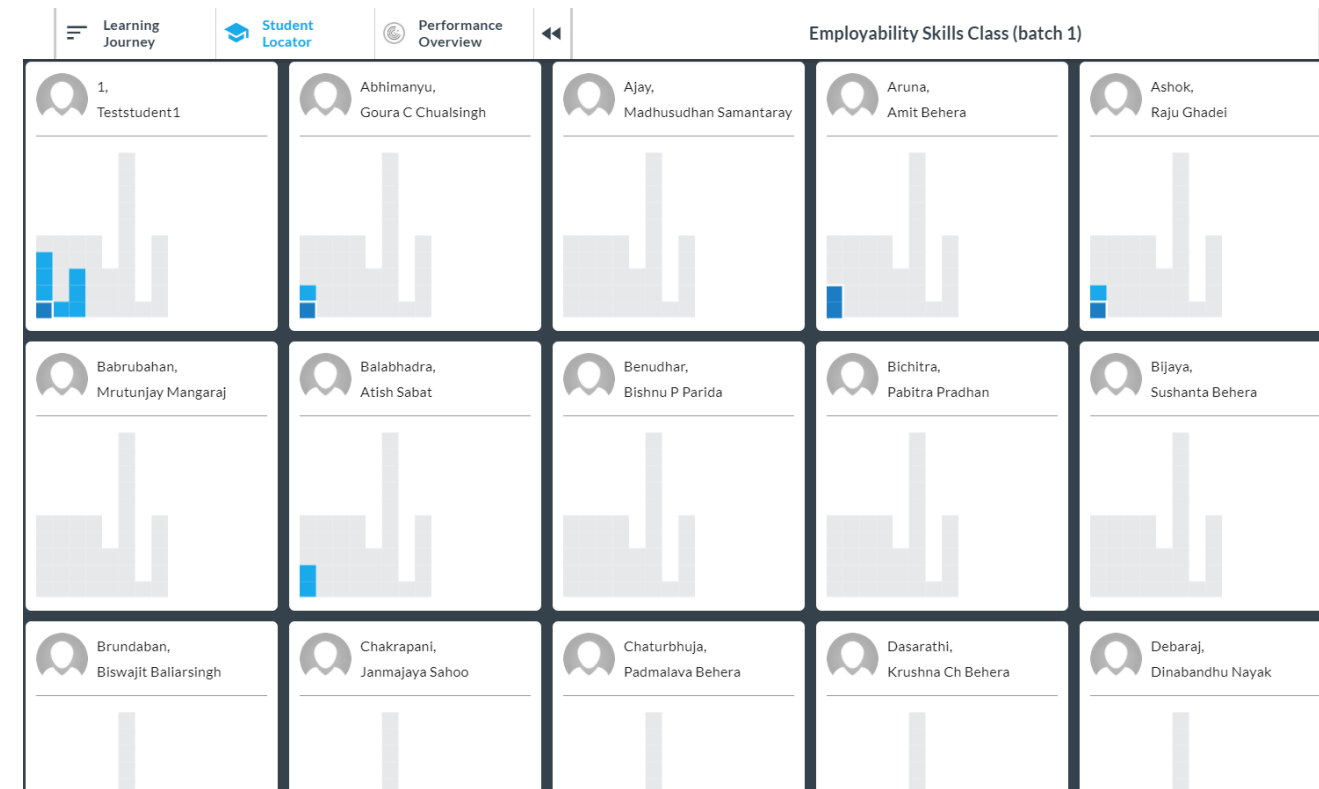 Learning
Journey
Student
Locator
Performance
Overview
Employability Skills Class (batch 1)
1,
Teststudent1
Abhimanyu,
Goura C Chualsingh
Ajay,
Madhusudhan Samantaray
Aruna,
Amit Behera
Ashok,
Raju Ghadei
Babrubahan,
Mrutunjay Mangaraj
Balabhadra,
Atish Sabat
Benudhar,
Bishnu P Parida
Bichitra,
Pabitra Pradhan
Bijaya,
Sushanta Behera
Brundaban,
Biswajit Baliarsingh
Chakrapani,
Janmajaya Sahoo
Chaturbhuja,
Padmalava Behera
Dasarathi,
Krushna Ch Behera
Debaraj,
Dinabandhu Nayak